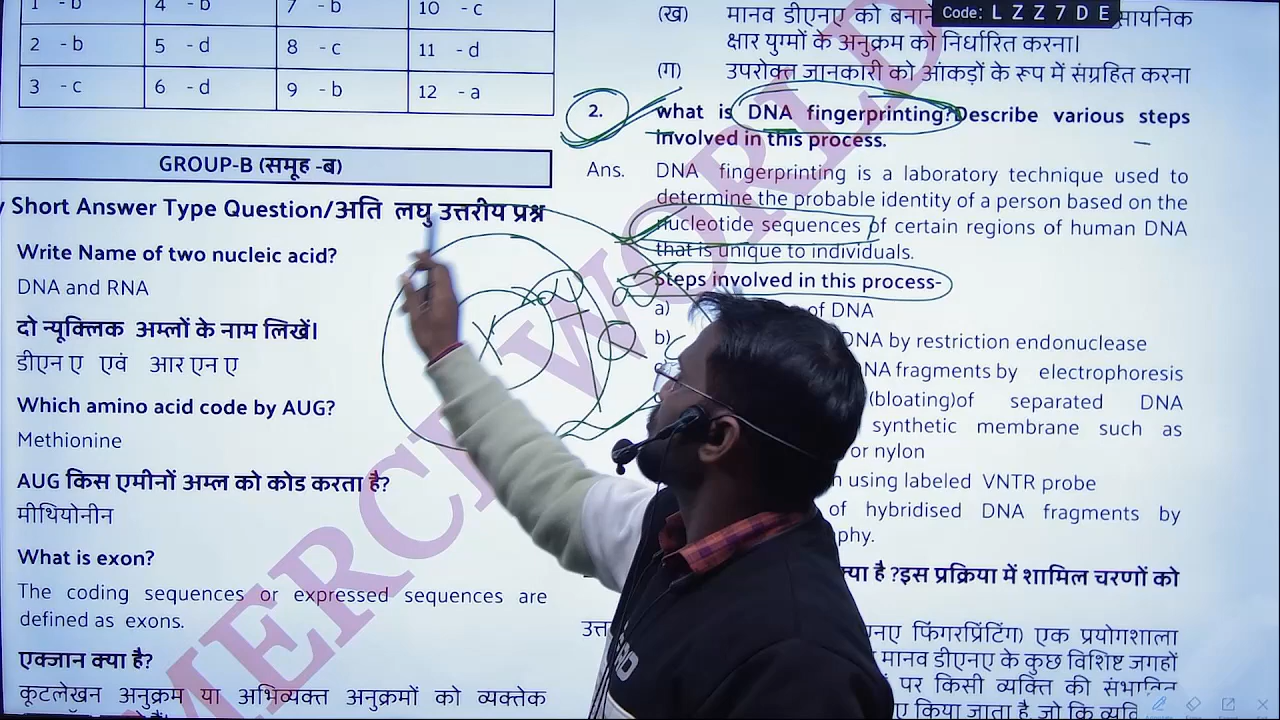 1 - b 4 - b 7 - b 10 - c
2 - b 5 - d 8 - c 11 - d
3 - c 6 - d 9 - b 12 - a
GROUP-B (समूह -ब)
y Short Answer Type Question/अति लघु उत्तरीय प्रश्न
Write Name of two nucleic acid?
DNA and RNA
दो न्यूक्लिक अम्लों के नाम लिखें।
डीएन ए एवं आर एन ए
Which amino acid code by AUG?
Methionine
AUG किस एमीनों अम्ल को कोड करता है?
मीथियोनीन
What is exon?
The coding sequences or expressed sequences are
defined as exons.
एक्जान क्या है?
कूटलेखन अनुक्रम या अभिव्यक्त अनुक्रमों को व्यक्तेक
Code: L Z Z 7 D E
(ख) मानव डीएनए को बनान
क्षार युग्मों के अनुक्रम को निर्धारित करना।
(ग) उपरोक्त जानकारी को आंकड़ों के रूप में संग्रहित करना
2. what is DNA fingerprinting?Describe various steps
involved in this process.
Ans. DNA fingerprinting is a laboratory technique used to
determine the probable identity of a person based on the
nucleotide sequences of certain regions of human DNA
that is unique to individuals.
Steps involved in this process-
a) of DNA
b) DNA by restriction endonuclease
DNA fragments by electrophoresis
(bloating)of separated DNA
synthetic membrane such as
or nylon
using labeled VNTR probe
of hybridised DNA fragments by
क्या है ?इस प्रक्रिया में शामिल चरणों को
फिंगरप्रिंटिंग) एक प्रयोगशाला
मानव डीएनए के कुछ विशिष्ट जगहों
पर किसी व्यक्ति की संभावित
किया जाता है, जो कि